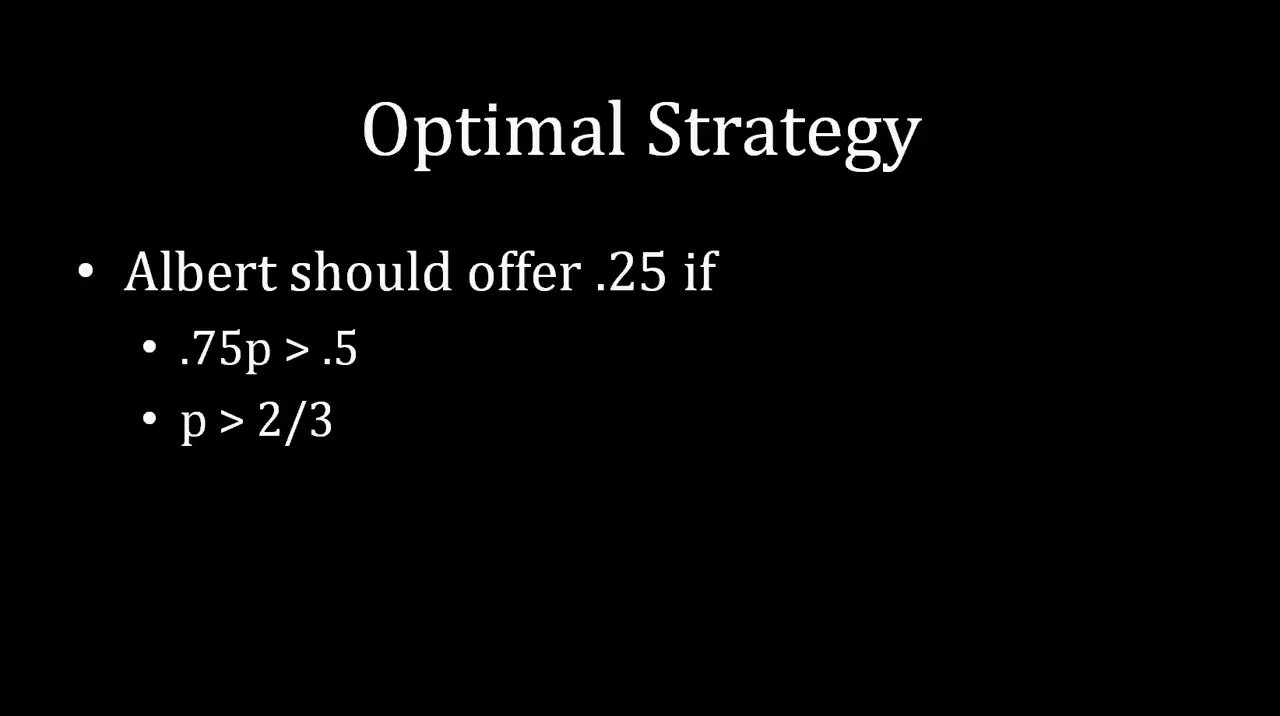 Optimal Strategy
• Albert should offer .25 if
• .75p > .5
• p > 2/3